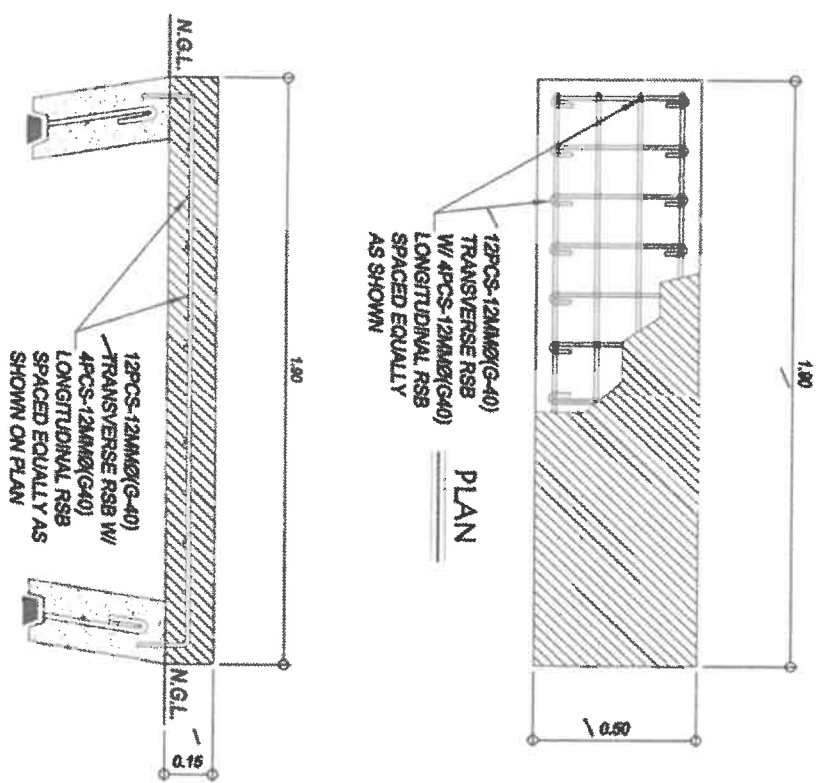 1.90
12PCS-12MMØ(G-40)
TRANSVERSE RSB
W/ 4PCS-12MMØ(G40)
LONGITUDINAL RSB
SPACED EQUALLY
AS SHOWN
0.50
PLAN
1.90
N.G.L.
12PCS-12MMØ(G-40)
TRANSVERSE RSB W/
4PCS-12MMØ(G40)
LONGITUDINAL RSB
SPACED EQUALLY AS
SHOWN ON PLAN
N.G.L.
0.15